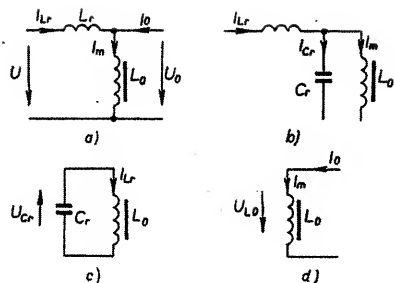 I_Lr L_r I_0
I_m
U L_0 U_0
a)
I_Lr
I_Cr I_m
C_r L_0
b)
I_Lr
U_Cr C_r L_0
c)
I_0
I_m
U_L0 L_0
d)